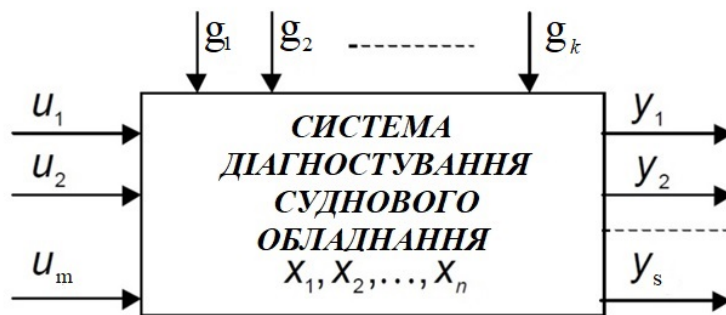 g₁ g₂ gₖ
u₁ y₁
СИСТЕМА
ДІАГНОСТУВАННЯ
u₂ y₂
СУДНОВОГО
ОБЛАДНАННЯ
uₘ x₁, x₂,..., xₙ yₛ